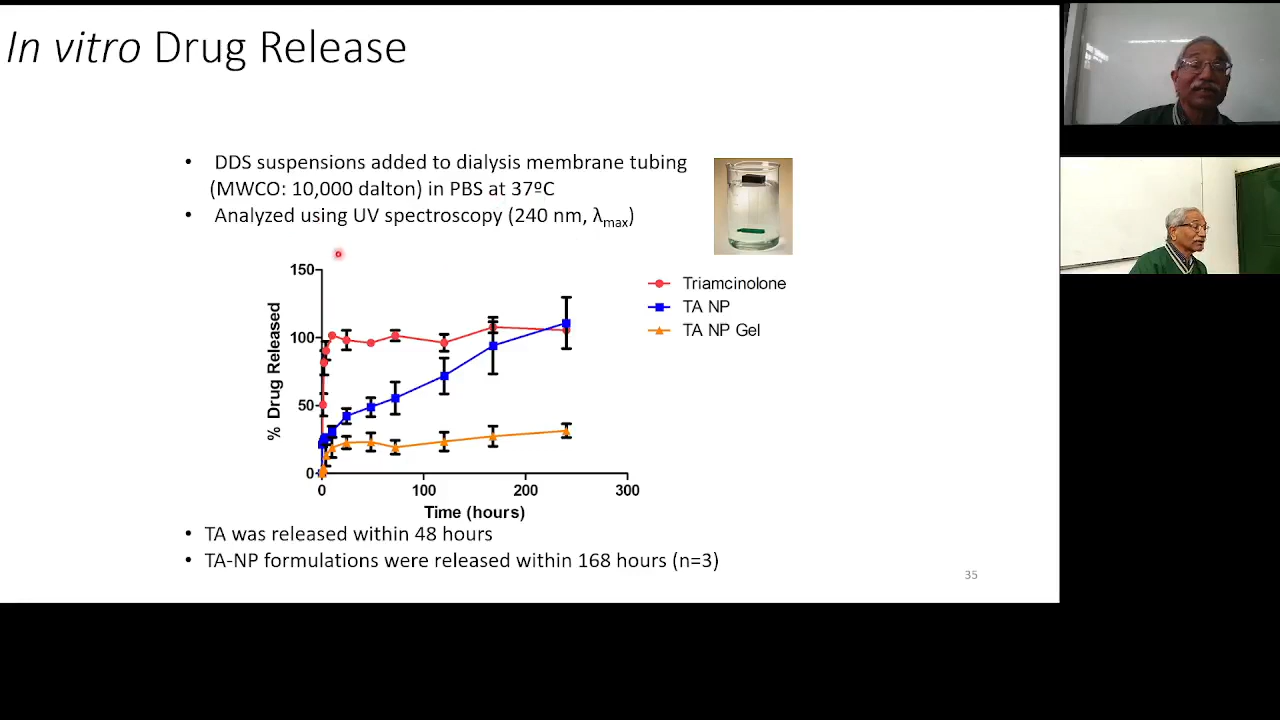 In vitro Drug Release
• DDS suspensions added to dialysis membrane tubing
(MWCO: 10,000 dalton) in PBS at 37ºC
• Analyzed using UV spectroscopy (240 nm, λmax)
150
100
50
0
% Drug Released
0 100 200 300
Time (hours)
Triamcinolone
TA NP
TA NP Gel
• TA was released within 48 hours
• TA-NP formulations were released within 168 hours (n=3)
35